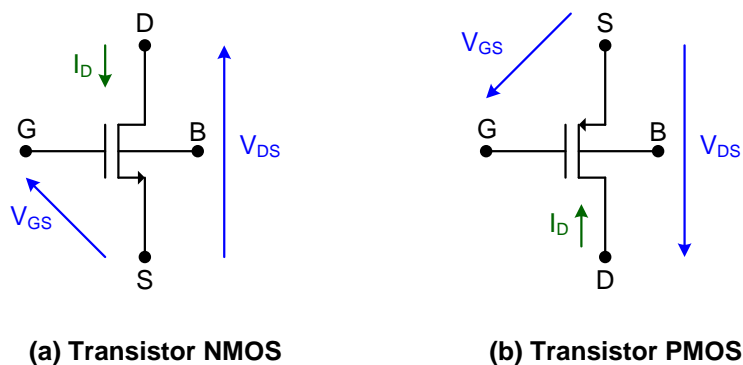 D
I_D
G
B
V_DS
V_GS
S
(a) Transistor NMOS
V_GS
S
G
B
V_DS
I_D
D
(b) Transistor PMOS